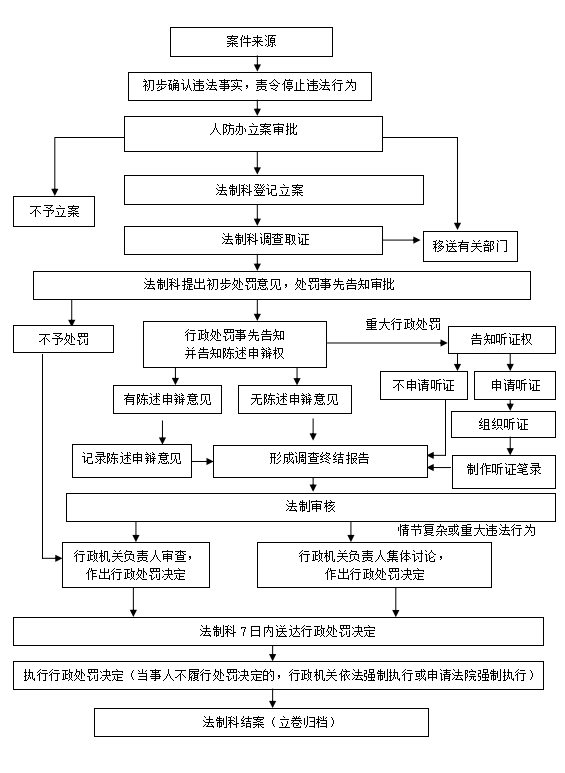 案件来源
初步确认违法事实，责令停止违法行为
人防办立案审批
法制科登记立案
不予立案
法制科调查取证
移送有关部门
法制科提出初步处罚意见，处罚事先告知审批
不予处罚
行政处罚事先告知
并告知陈述申辩权
重大行政处罚
告知听证权
不申请听证
申请听证
有陈述申辩意见
无陈述申辩意见
组织听证
记录陈述申辩意见
形成调查终结报告
制作听证笔录
法制审核
情节复杂或重大违法行为
行政机关负责人审查，
作出行政处罚决定
行政机关负责人集体讨论，
作出行政处罚决定
法制科7日内送达行政处罚决定
执行行政处罚决定（当事人不履行处罚决定的，行政机关依法强制执行或申请法院强制执行）
法制科结案（立卷归档）